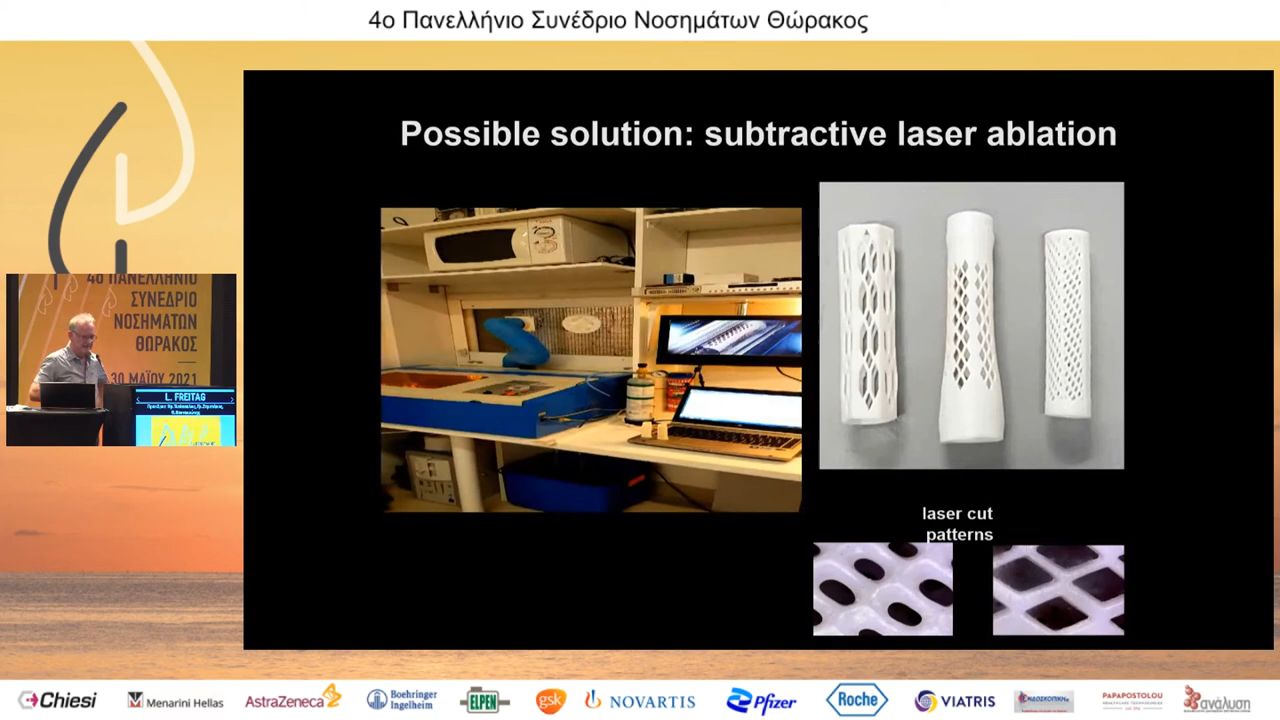 4ο Πανελλήνιο Συνέδριο Νοσημάτων Θώρακος
Possible solution: subtractive laser ablation
4ο ΠΑΝΕΛΛΗΝΙΟ
ΣΥΝΕΔΡΙΟ
ΝΟΣΗΜΑΤΩΝ
ΘΩΡΑΚΟΣ
30 ΜΑΪΟΥ 2021
L. FREITAG
laser cut
patterns
Chiesi
Menarini Hellas
AstraZeneca
Boehringer
Ingelheim
ELPEN
gsk
NOVARTIS
Pfizer
Roche
VIATRIS
ΕΝΔΟΣΚΟΠΙΚΗ
PAPAPOSTOLOU
ανάλυση